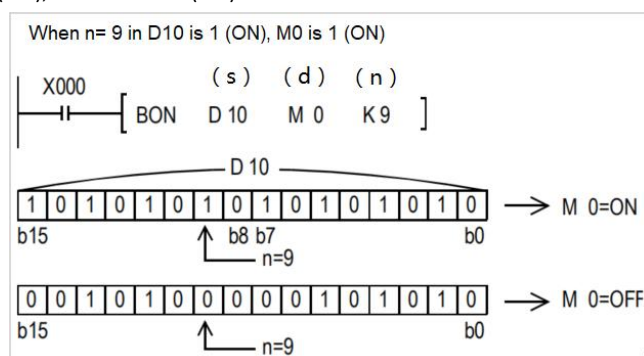 When n= 9 in D10 is 1 (ON), M0 is 1 (ON)
(s) (d) (n)
X000
BON D 10 M 0 K 9
D 10
1 0 1 0 1 0 1 0 1 0 1 0 1 0 1 0 M 0=ON
b15 b8 b7 b0
n=9
0 0 1 0 1 0 0 0 0 0 1 0 1 0 1 0 M 0=OFF
b15 b0
n=9